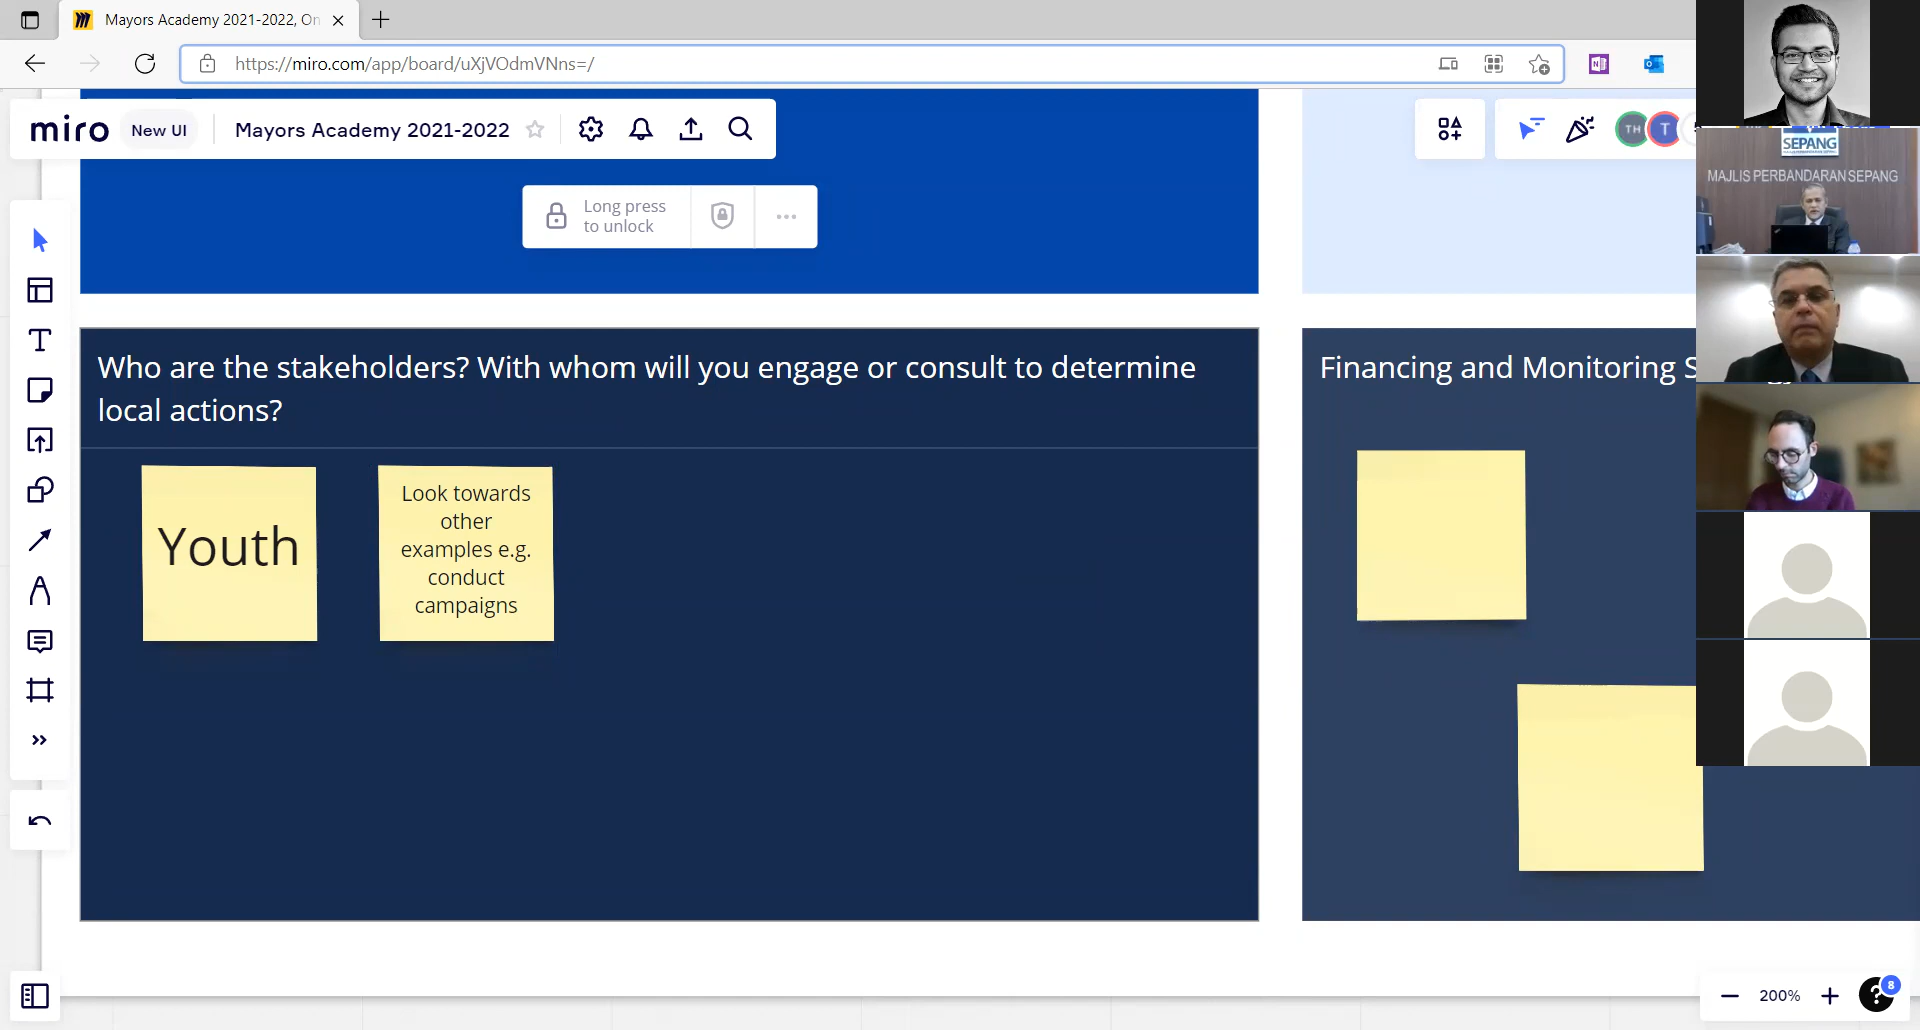 Mayors Academy 2021-2022, On
https://miro.com/app/board/uXjVOdmVNns=/
miro
New UI
Mayors Academy 2021-2022
TH
T
Long press
to unlock
SEPANG
MAJLIS PERBANDARAN SEPANG
Who are the stakeholders? With whom will you engage or consult to determine
local actions?
Financing and Monitoring S
Youth
Look towards
other
examples e.g.
conduct
campaigns
200%
?
8